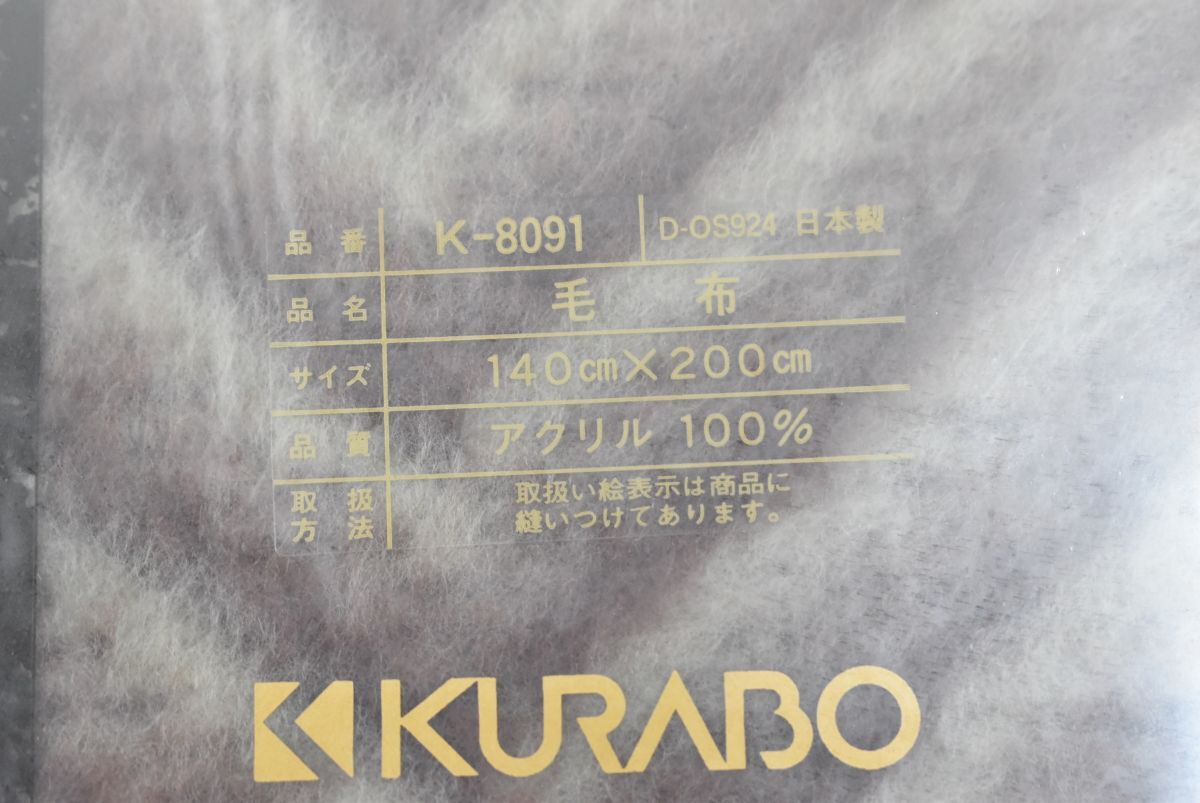 品 番 K-8091 D-OS924 日本製
品 名 毛 布
サイズ 140㎝×200㎝
品 質 アクリル 100%
取 扱 取扱い絵表示は商品に
方 法 縫いつけてあります。
KURABO